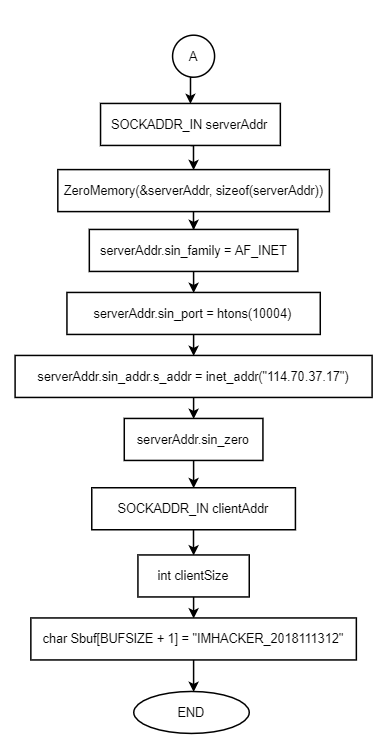 A
SOCKADDR_IN serverAddr
ZeroMemory(&serverAddr, sizeof(serverAddr))
serverAddr.sin_family = AF_INET
serverAddr.sin_port = htons(10004)
serverAddr.sin_addr.s_addr = inet_addr("114.70.37.17")
serverAddr.sin_zero
SOCKADDR_IN clientAddr
int clientSize
char Sbuf[BUFSIZE + 1] = "IMHACKER_2018111312"
END